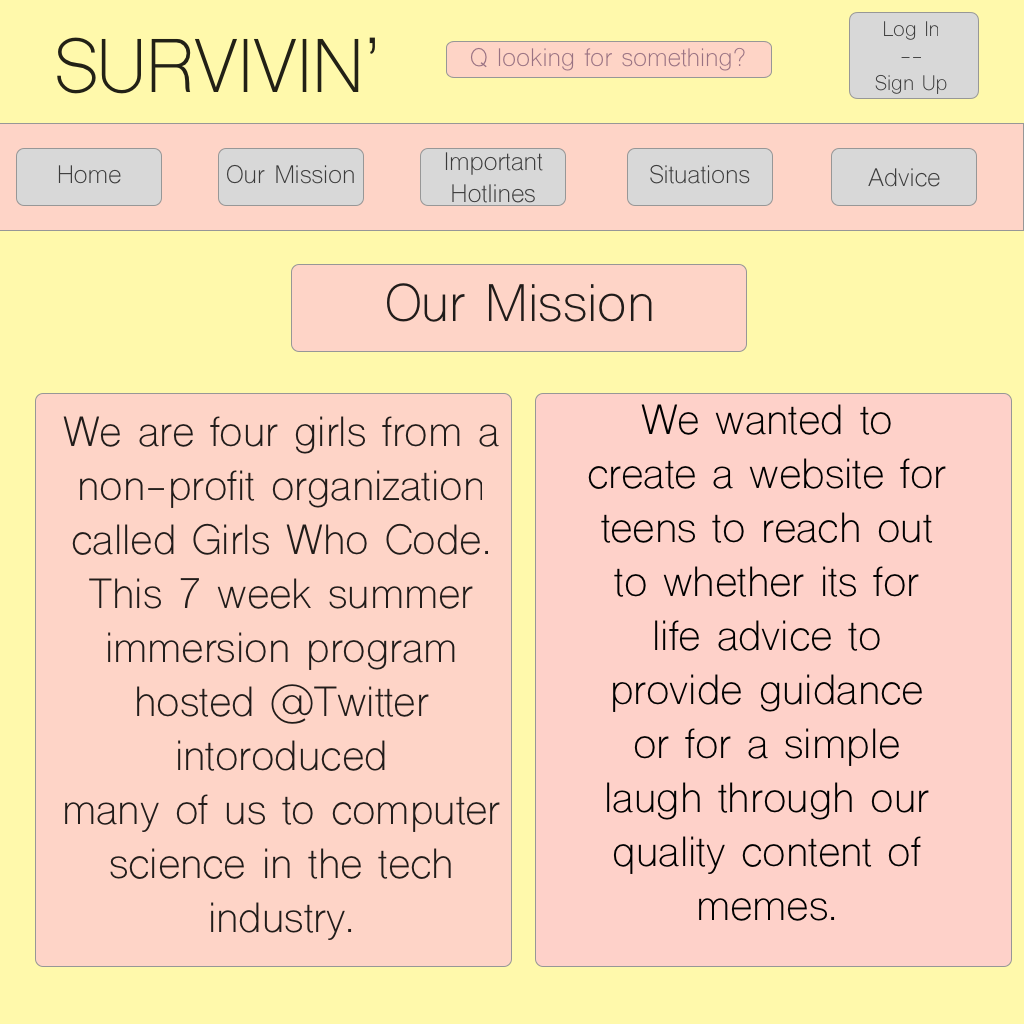 SURVIVIN’
Q looking for something?
Log In
--
Sign Up
Home
Our Mission
Important
Hotlines
Situations
Advice
Our Mission
We are four girls from a
non-profit organization
called Girls Who Code.
This 7 week summer
immersion program
hosted @Twitter
intoroduced
many of us to computer
science in the tech
industry.
We wanted to
create a website for
teens to reach out
to whether its for
life advice to
provide guidance
or for a simple
laugh through our
quality content of
memes.